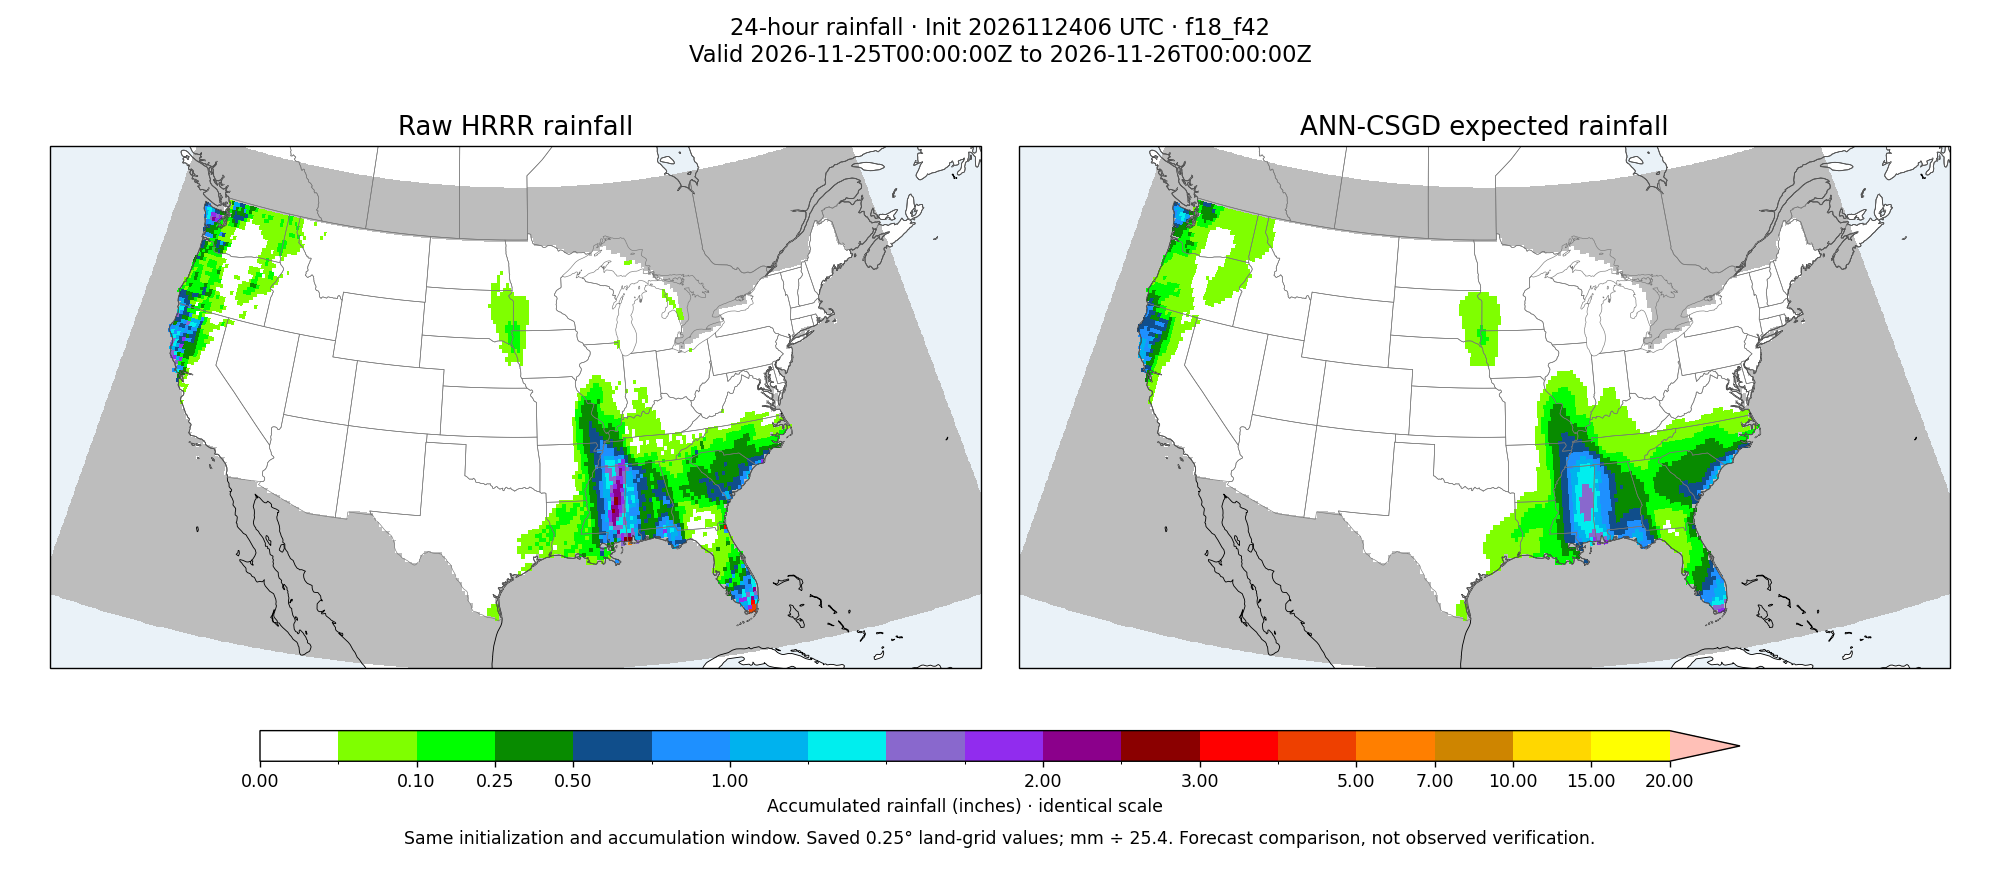 24-hour rainfall · Init 2026112406 UTC · f18_f42
Valid 2026-11-25T00:00:00Z to 2026-11-26T00:00:00Z
Raw HRRR rainfall
ANN-CSGD expected rainfall
0.00 0.10 0.25 0.50 1.00 2.00 3.00 5.00 7.00 10.00 15.00 20.00
Accumulated rainfall (inches) · identical scale
Same initialization and accumulation window. Saved 0.25° land-grid values; mm ÷ 25.4. Forecast comparison, not observed verification.